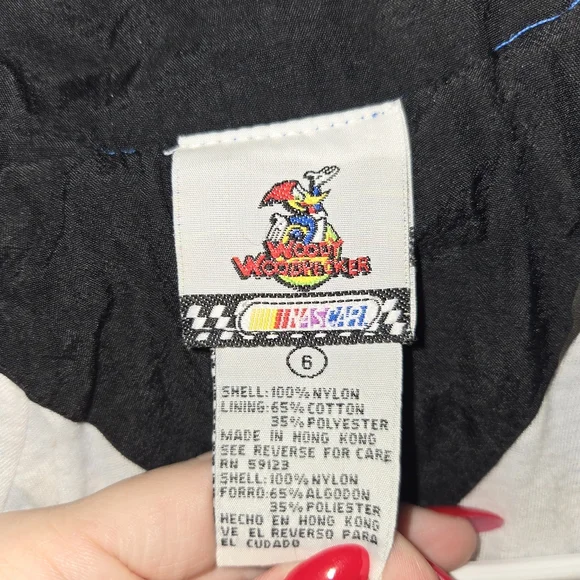 WOODY
WOODPECKER
NASCAR
6
SHELL: 100% NYLON
LINING: 65% COTTON
35% POLYESTER
MADE IN HONG KONG
SEE REVERSE FOR CARE
RN 59123
SHELL: 100% NYLON
FORRO: 65% ALGODON
35% POLIESTER
HECHO EN HONG KONG
VE EL REVERSO PARA
EL CUDADO